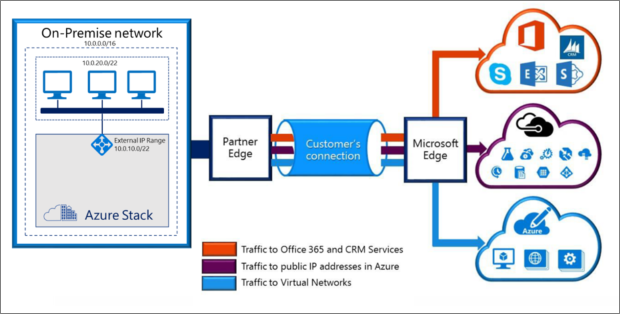 On-Premise network
10.0.0.0/16
10.0.20.0/22
External IP Range
10.0.10.0/22
Azure Stack
Partner
Edge
Customer's
connection
Microsoft
Edge
CRM
Azure
Traffic to Office 365 and CRM Services
Traffic to public IP addresses in Azure
Traffic to Virtual Networks